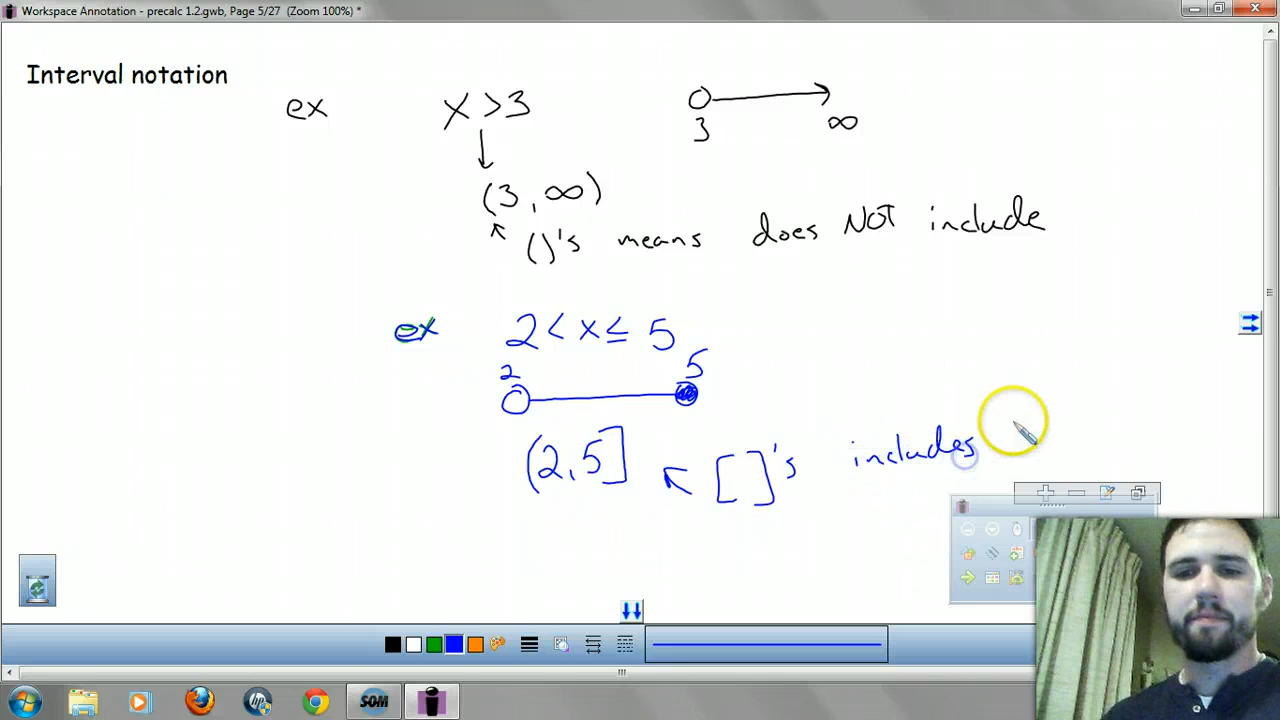 Workspace Annotation - precalc 1.2.gwb, Page 5/27 (Zoom 100%) *
Interval notation
ex x > 3
3 ∞
(3, ∞)
( )'s means does NOT include
ex 2 < x ≤ 5
2 5
(2, 5] [ ]'s includes
SOM